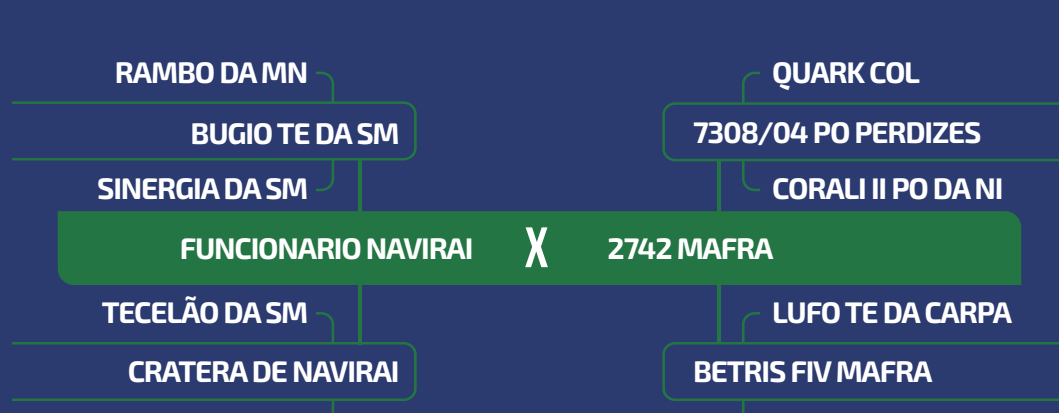 RAMBO DA MN
QUARK COL
BUGIO TE DA SM
7308/04 PO PERDIZES
SINERGIA DA SM
CORALI II PO DA NI
FUNCIONARIO NAVIRAI X 2742 MAFRA
TECELÃO DA SM
LUFO TE DA CARPA
CRATERA DE NAVIRAI
BETRIS FIV MAFRA